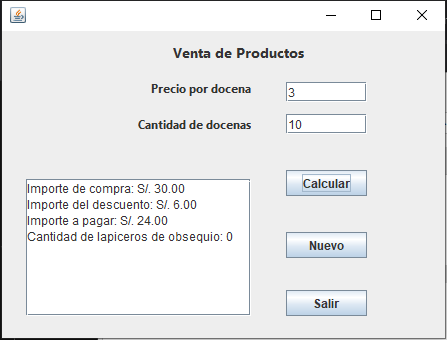 Venta de Productos
Precio por docena
3
Cantidad de docenas
10
Calcular
Importe de compra: S/. 30.00
Importe del descuento: S/. 6.00
Importe a pagar: S/. 24.00
Cantidad de lapiceros de obsequio: 0
Nuevo
Salir